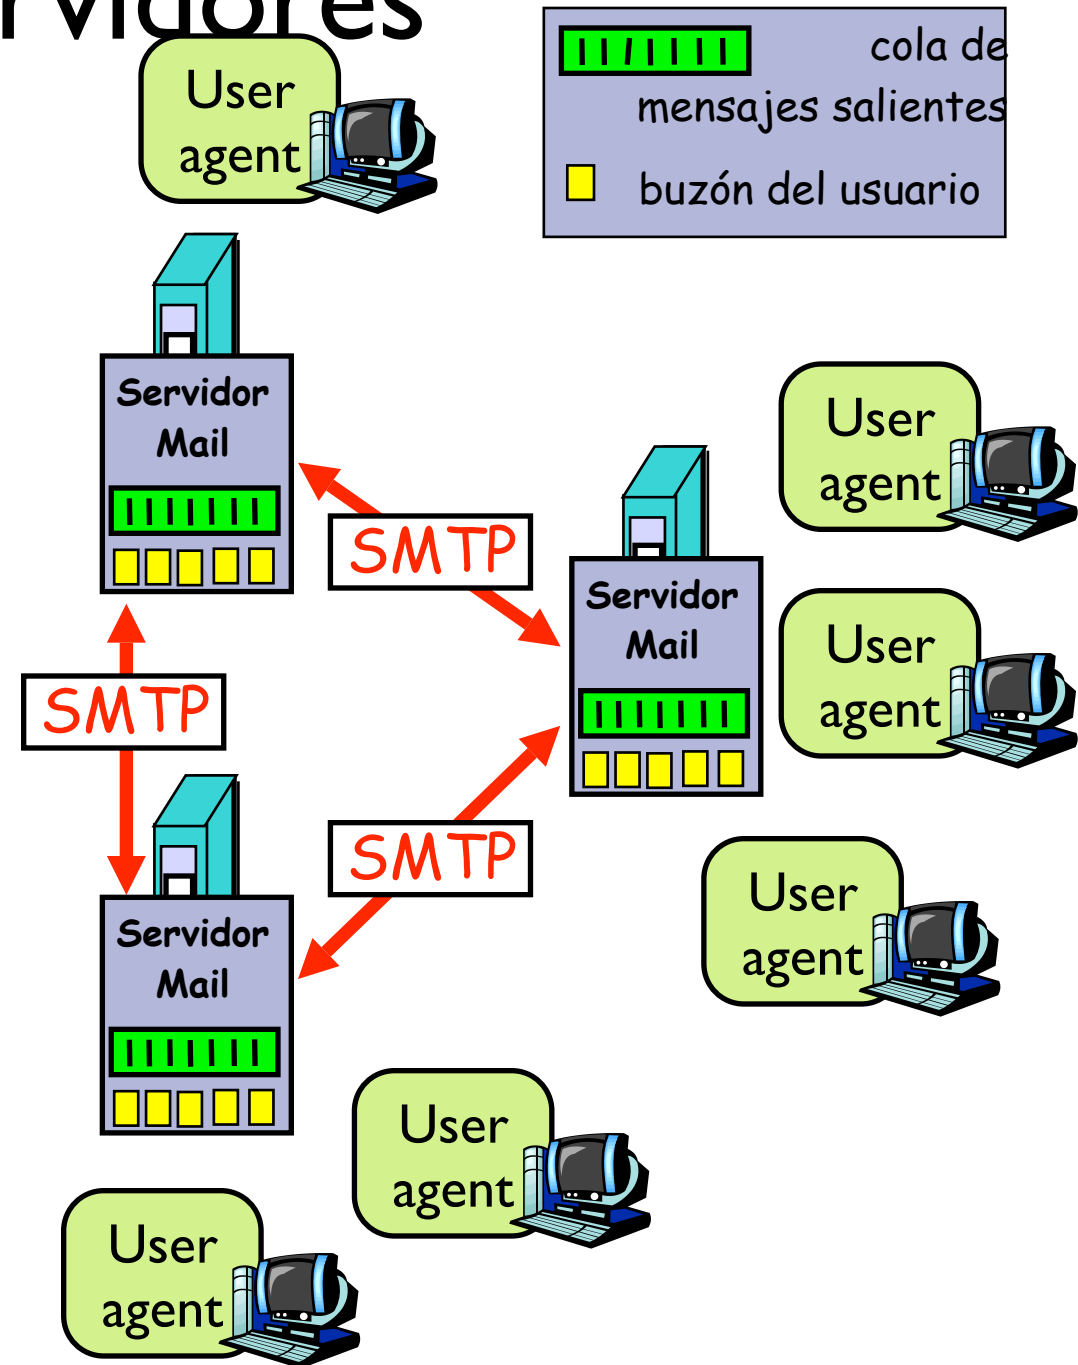 cola de
mensajes salientes
buzón del usuario
User
agent
Servidor
Mail
SMTP
User
agent
Servidor
Mail
User
agent
SMTP
SMTP
User
agent
Servidor
Mail
User
agent
User
agent